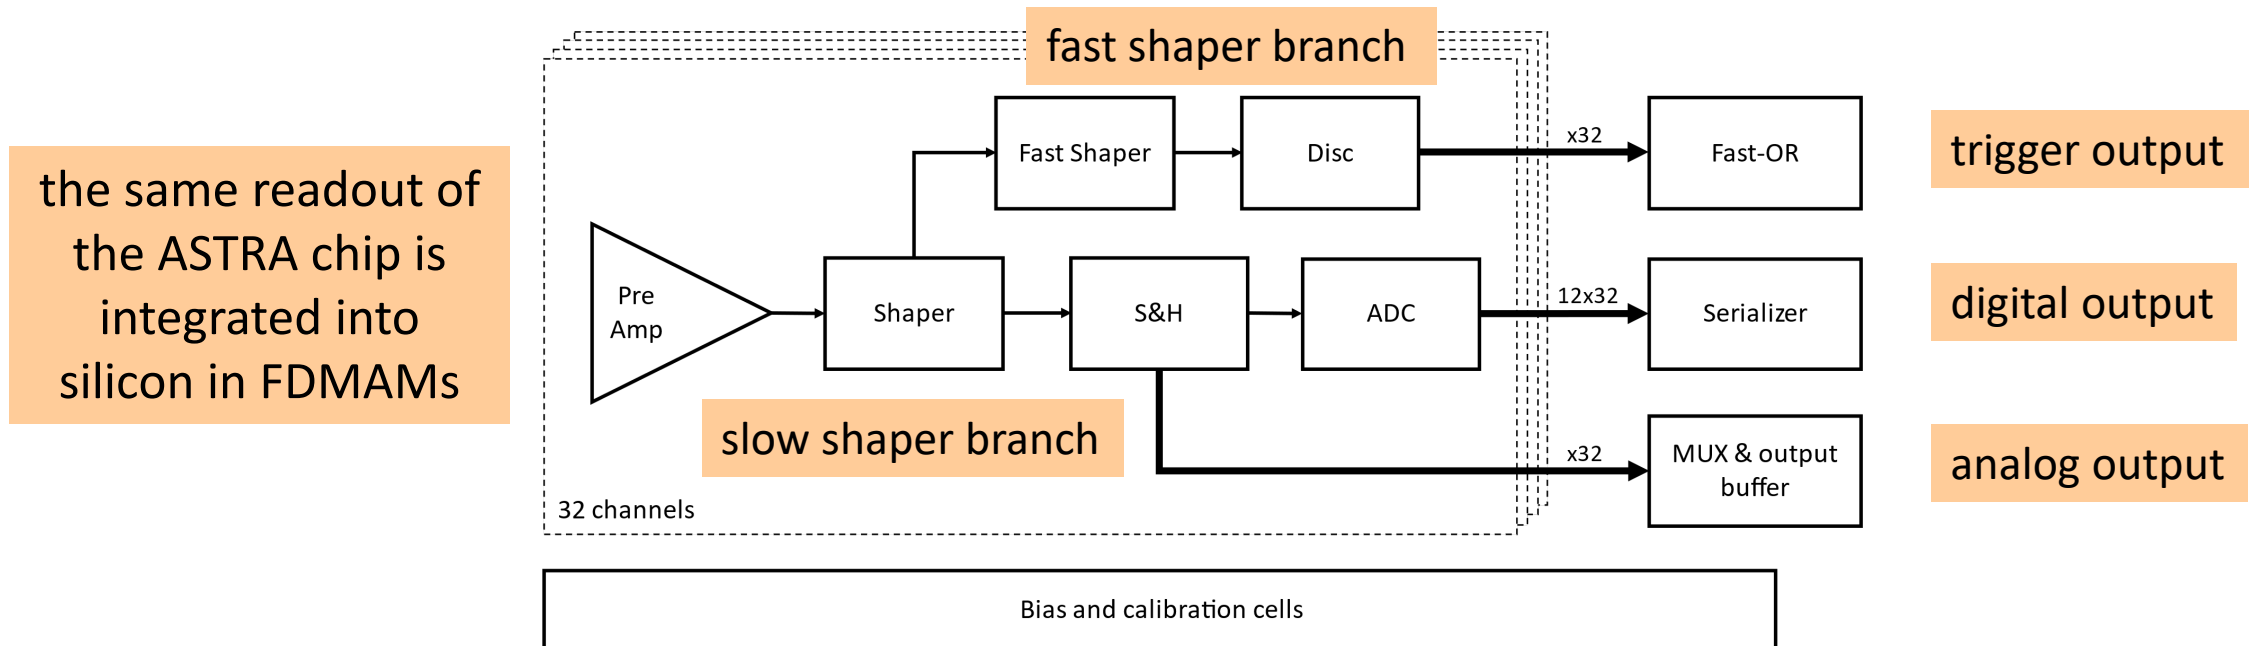 fast shaper branch
the same readout of
the ASTRA chip is
integrated into
silicon in FDMAMs
Fast Shaper
Disc
x32
Fast-OR
trigger output
Pre
Amp
Shaper
S&H
ADC
12x32
Serializer
digital output
slow shaper branch
x32
MUX & output
buffer
analog output
32 channels
Bias and calibration cells